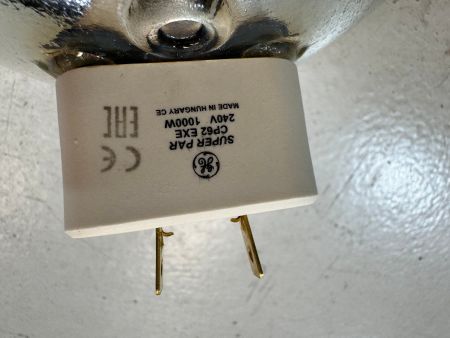 GE
SUPER PAR
CP62 EXE
240V 1000W
MADE IN HUNGARY CE
CE
EAC